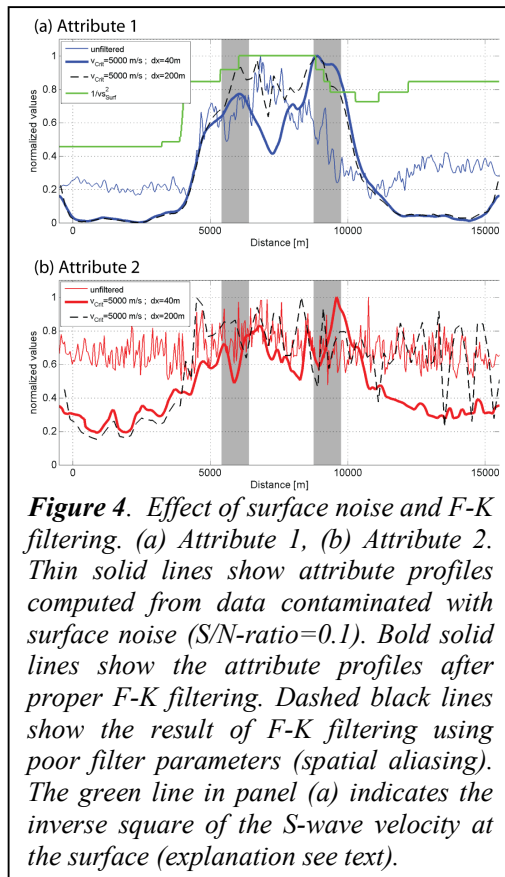 (a) Attribute 1
1
0.8
0.6
0.4
0.2
0
normalized values
unfiltered
vCrit=5000 m/s ; dx=40m
vCrit=5000 m/s ; dx=200m
1/vs²Surf
0 5000 10000 15000
Distance [m]
(b) Attribute 2
1
0.8
0.6
0.4
0.2
0
normalized values
unfiltered
vCrit=5000 m/s ; dx=40m
vCrit=5000 m/s ; dx=200m
0 5000 10000 15000
Distance [m]
Figure 4. Effect of surface noise and F-K
filtering. (a) Attribute 1, (b) Attribute 2.
Thin solid lines show attribute profiles
computed from data contaminated with
surface noise (S/N-ratio=0.1). Bold solid
lines show the attribute profiles after
proper F-K filtering. Dashed black lines
show the result of F-K filtering using
poor filter parameters (spatial aliasing).
The green line in panel (a) indicates the
inverse square of the S-wave velocity at
the surface (explanation see text).